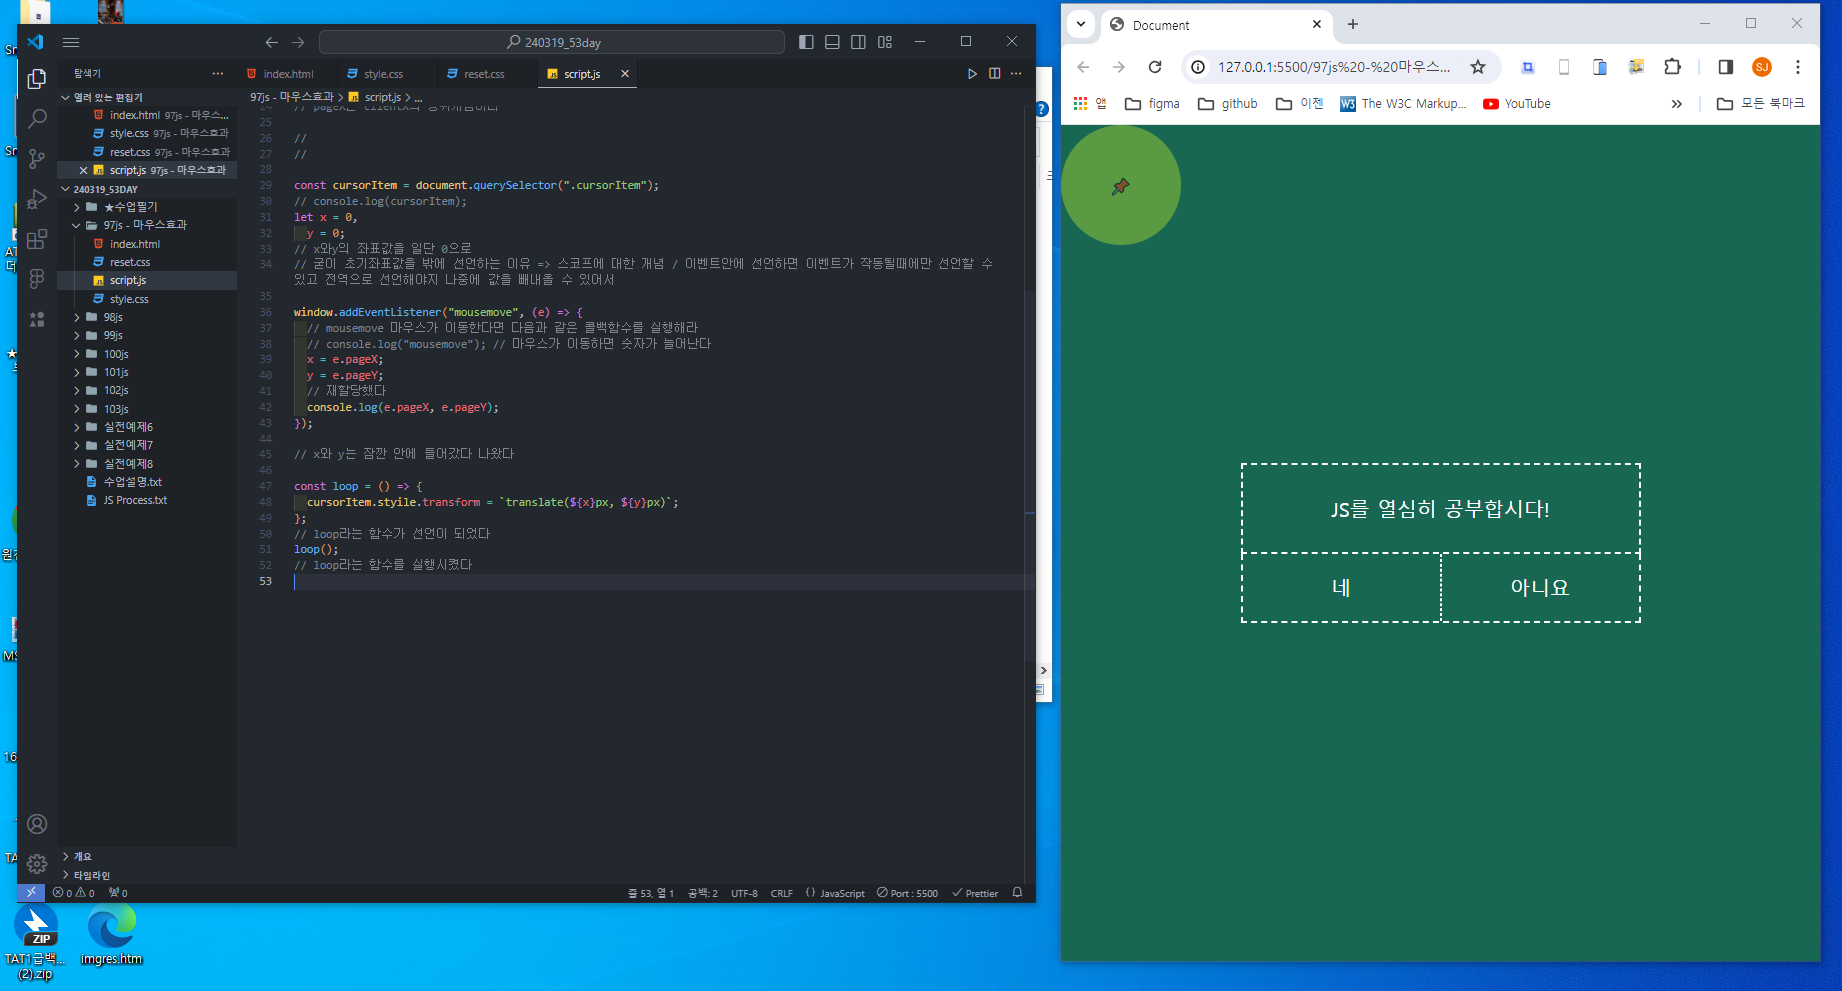 240319_53day
탐색기
index.html
style.css
reset.css
script.js
열려 있는 편집기
97js - 마우스효과 > script.js > ...
index.html 97js - 마우스...
style.css 97js - 마우스효과
reset.css 97js - 마우스효과
script.js 97js - 마우스효과
240319_53DAY
★수업필기
97js - 마우스효과
index.html
reset.css
script.js
style.css
98js
99js
100js
101js
102js
103js
실전예제6
실전예제7
실전예제8
수업설명.txt
JS Process.txt
개요
타임라인
25
26 //
27 //
28
29 const cursorItem = document.querySelector(".cursorItem");
30 // console.log(cursorItem);
31 let x = 0,
32 y = 0;
33 // x와y의 좌표값을 일단 0으로
34 // 굳이 초기좌표값을 밖에 선언하는 이유 => 스코프에 대한 개념 / 이벤트안에 선언하면 이벤트가 작동될때에만 선언할 수
있고 전역으로 선언해야지 나중에 값을 빼내올 수 있어서
35
36 window.addEventListener("mousemove", (e) => {
37 // mousemove 마우스가 이동한다면 다음과 같은 콜백함수를 실행해라
38 // console.log("mousemove"); // 마우스가 이동하면 숫자가 늘어난다
39 x = e.pageX;
40 y = e.pageY;
41 // 재할당했다
42 console.log(e.pageX, e.pageY);
43 });
44
45 // x와 y는 잠깐 안에 들어갔다 나왔다
46
47 const loop = () => {
48 cursorItem.styile.transform = `translate(${x}px, ${y}px)`;
49 };
50 // loop라는 함수가 선언이 되었다
51 loop();
52 // loop라는 함수를 실행시켰다
53
0 0 0
줄 53, 열 1
공백: 2
UTF-8
CRLF
{} JavaScript
Port : 5500
Prettier
Document
127.0.0.1:5500/97js%20-%20마우스...
SJ
앱
figma
github
이젠
W3 The W3C Markup...
YouTube
모든 북마크
JS를 열심히 공부합시다!
네
아니요
ZIP
TAT1급백...
(2).zip
imgres.htm